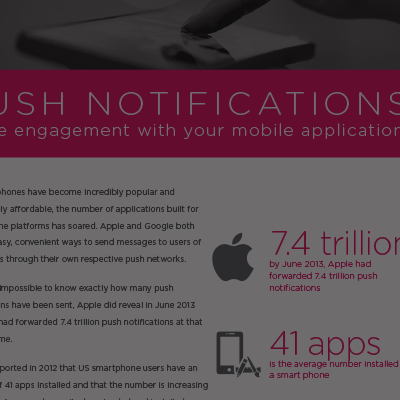 USH NOTIFICATIONS
e engagement with your mobile application
phones have become incredibly popular and
ly affordable, the number of applications built for
ne platforms has soared. Apple and Google both
asy, convenient ways to send messages to users of
s through their own respective push networks.
impossible to know exactly how many push
ns have been sent, Apple did reveal in June 2013
had forwarded 7.4 trillion push notifications at that
me.
ported in 2012 that US smartphone users have an
f 41 apps installed and that the number is increasing
7.4 trillion
by June 2013, Apple had
forwarded 7.4 trillion push
notifications
41 apps
is the average number installed
a smart phone